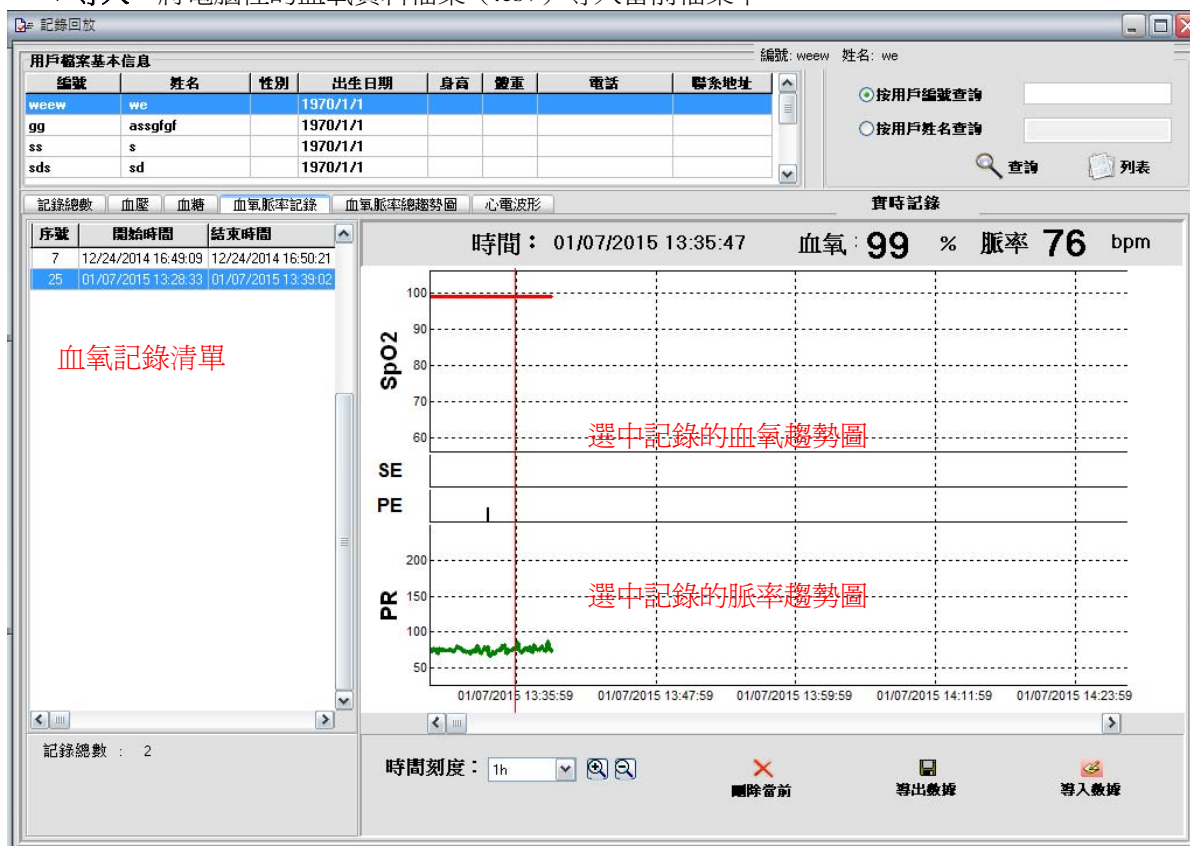 記錄回放
用戶檔案基本信息
編號: weew 姓名: we
編號 姓名 性別 出生日期 身高 體重 電話 聯系地址
weew we 1970/1/1
gg assgfgf 1970/1/1
ss s 1970/1/1
sds sd 1970/1/1
按用戶編號查詢
按用戶姓名查詢
查詢 列表
記錄總數 血壓 血糖 血氧脈率記錄 血氧脈率總趨勢圖 心電波形 實時記錄
序號 開始時間 結束時間
7 12/24/2014 16:49:09 12/24/2014 16:50:21
25 01/07/2015 13:28:33 01/07/2015 13:39:02
血氧記錄清單
時間： 01/07/2015 13:35:47 血氧: 99 % 脈率 76 bpm
SpO2
100
90
80
70
60
選中記錄的血氧趨勢圖
SE
PE
PR
200
150
100
50
選中記錄的脈率趨勢圖
01/07/2015 13:35:59 01/07/2015 13:47:59 01/07/2015 13:59:59 01/07/2015 14:11:59 01/07/2015 14:23:59
記錄總數 : 2
時間刻度： 1h
刪除當前 導出數據 導入數據